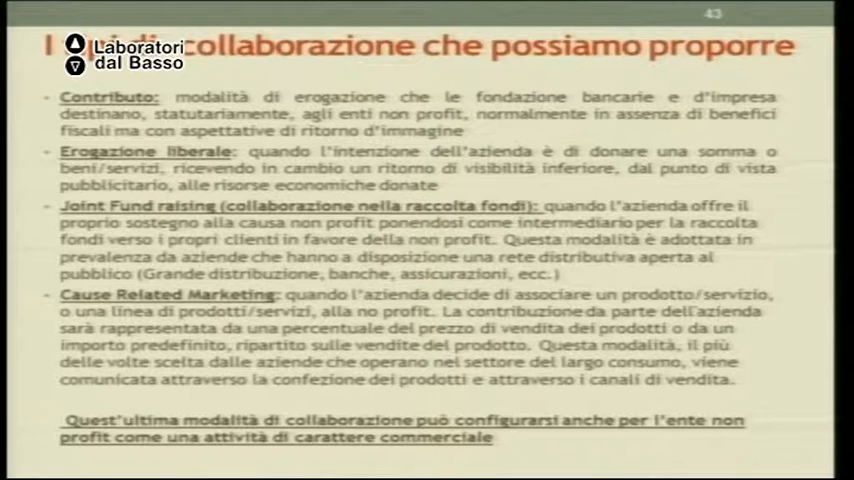 43
Laboratori
dal Basso
I di collaborazione che possiamo proporre
- Contributo: modalità di erogazione che le fondazione bancarie e d'impresa
destinano, statutariamente, agli enti non profit, normalmente in assenza di benefici
fiscali ma con aspettative di ritorno d'immagine
- Erogazione liberale: quando l'intenzione dell'azienda è di donare una somma o
beni/servizi, ricevendo in cambio un ritorno di visibilità inferiore, dal punto di vista
pubblicitario, alle risorse economiche donate
- Joint Fund raising (collaborazione nella raccolta fondi): quando l'azienda offre il
proprio sostegno alla causa non profit ponendosi come intermediario per la raccolta
fondi verso i propri clienti in favore della non profit. Questa modalità è adottata in
prevalenza da aziende che hanno a disposizione una rete distributiva aperta al
pubblico (Grande distribuzione, banche, assicurazioni, ecc.)
- Cause Related Marketing: quando l'azienda decide di associare un prodotto/servizio,
o una linea di prodotti/servizi, alla no profit. La contribuzione da parte dell'azienda
sarà rappresentata da una percentuale del prezzo di vendita dei prodotti o da un
importo predefinito, ripartito sulle vendite del prodotto. Questa modalità, il più
delle volte scelta dalle aziende che operano nel settore del largo consumo, viene
comunicata attraverso la confezione dei prodotti e attraverso i canali di vendita.
Quest'ultima modalità di collaborazione può configurarsi anche per l'ente non
profit come una attività di carattere commerciale